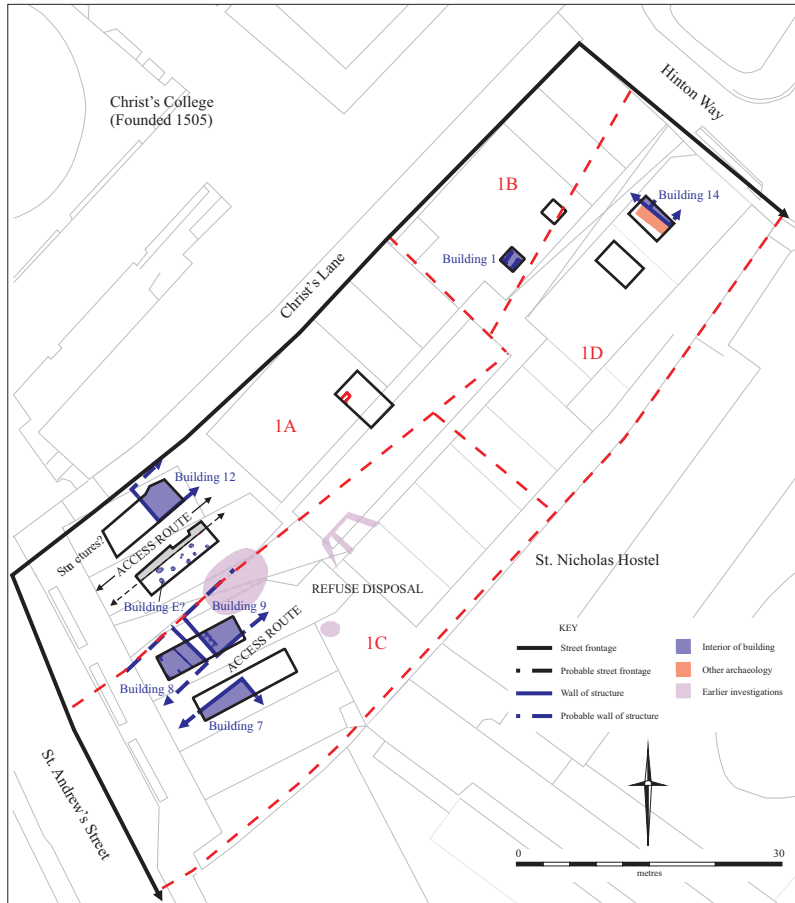 Christ's College
(Founded 1505)
Hinton Way
1B
Building 14
Building 1
Christ's Lane
1D
1A
Building 12
Stn ctures?
ACCESS ROUTE
St. Nicholas Hostel
REFUSE DISPOSAL
Building E?
Building 9
ACCESS ROUTE
1C
Building 8
Building 7
St. Andrew's Street
KEY
Street frontage
Probable street frontage
Wall of structure
Probable wall of structure
Interior of building
Other archaeology
Earlier investigations
0
30
metres